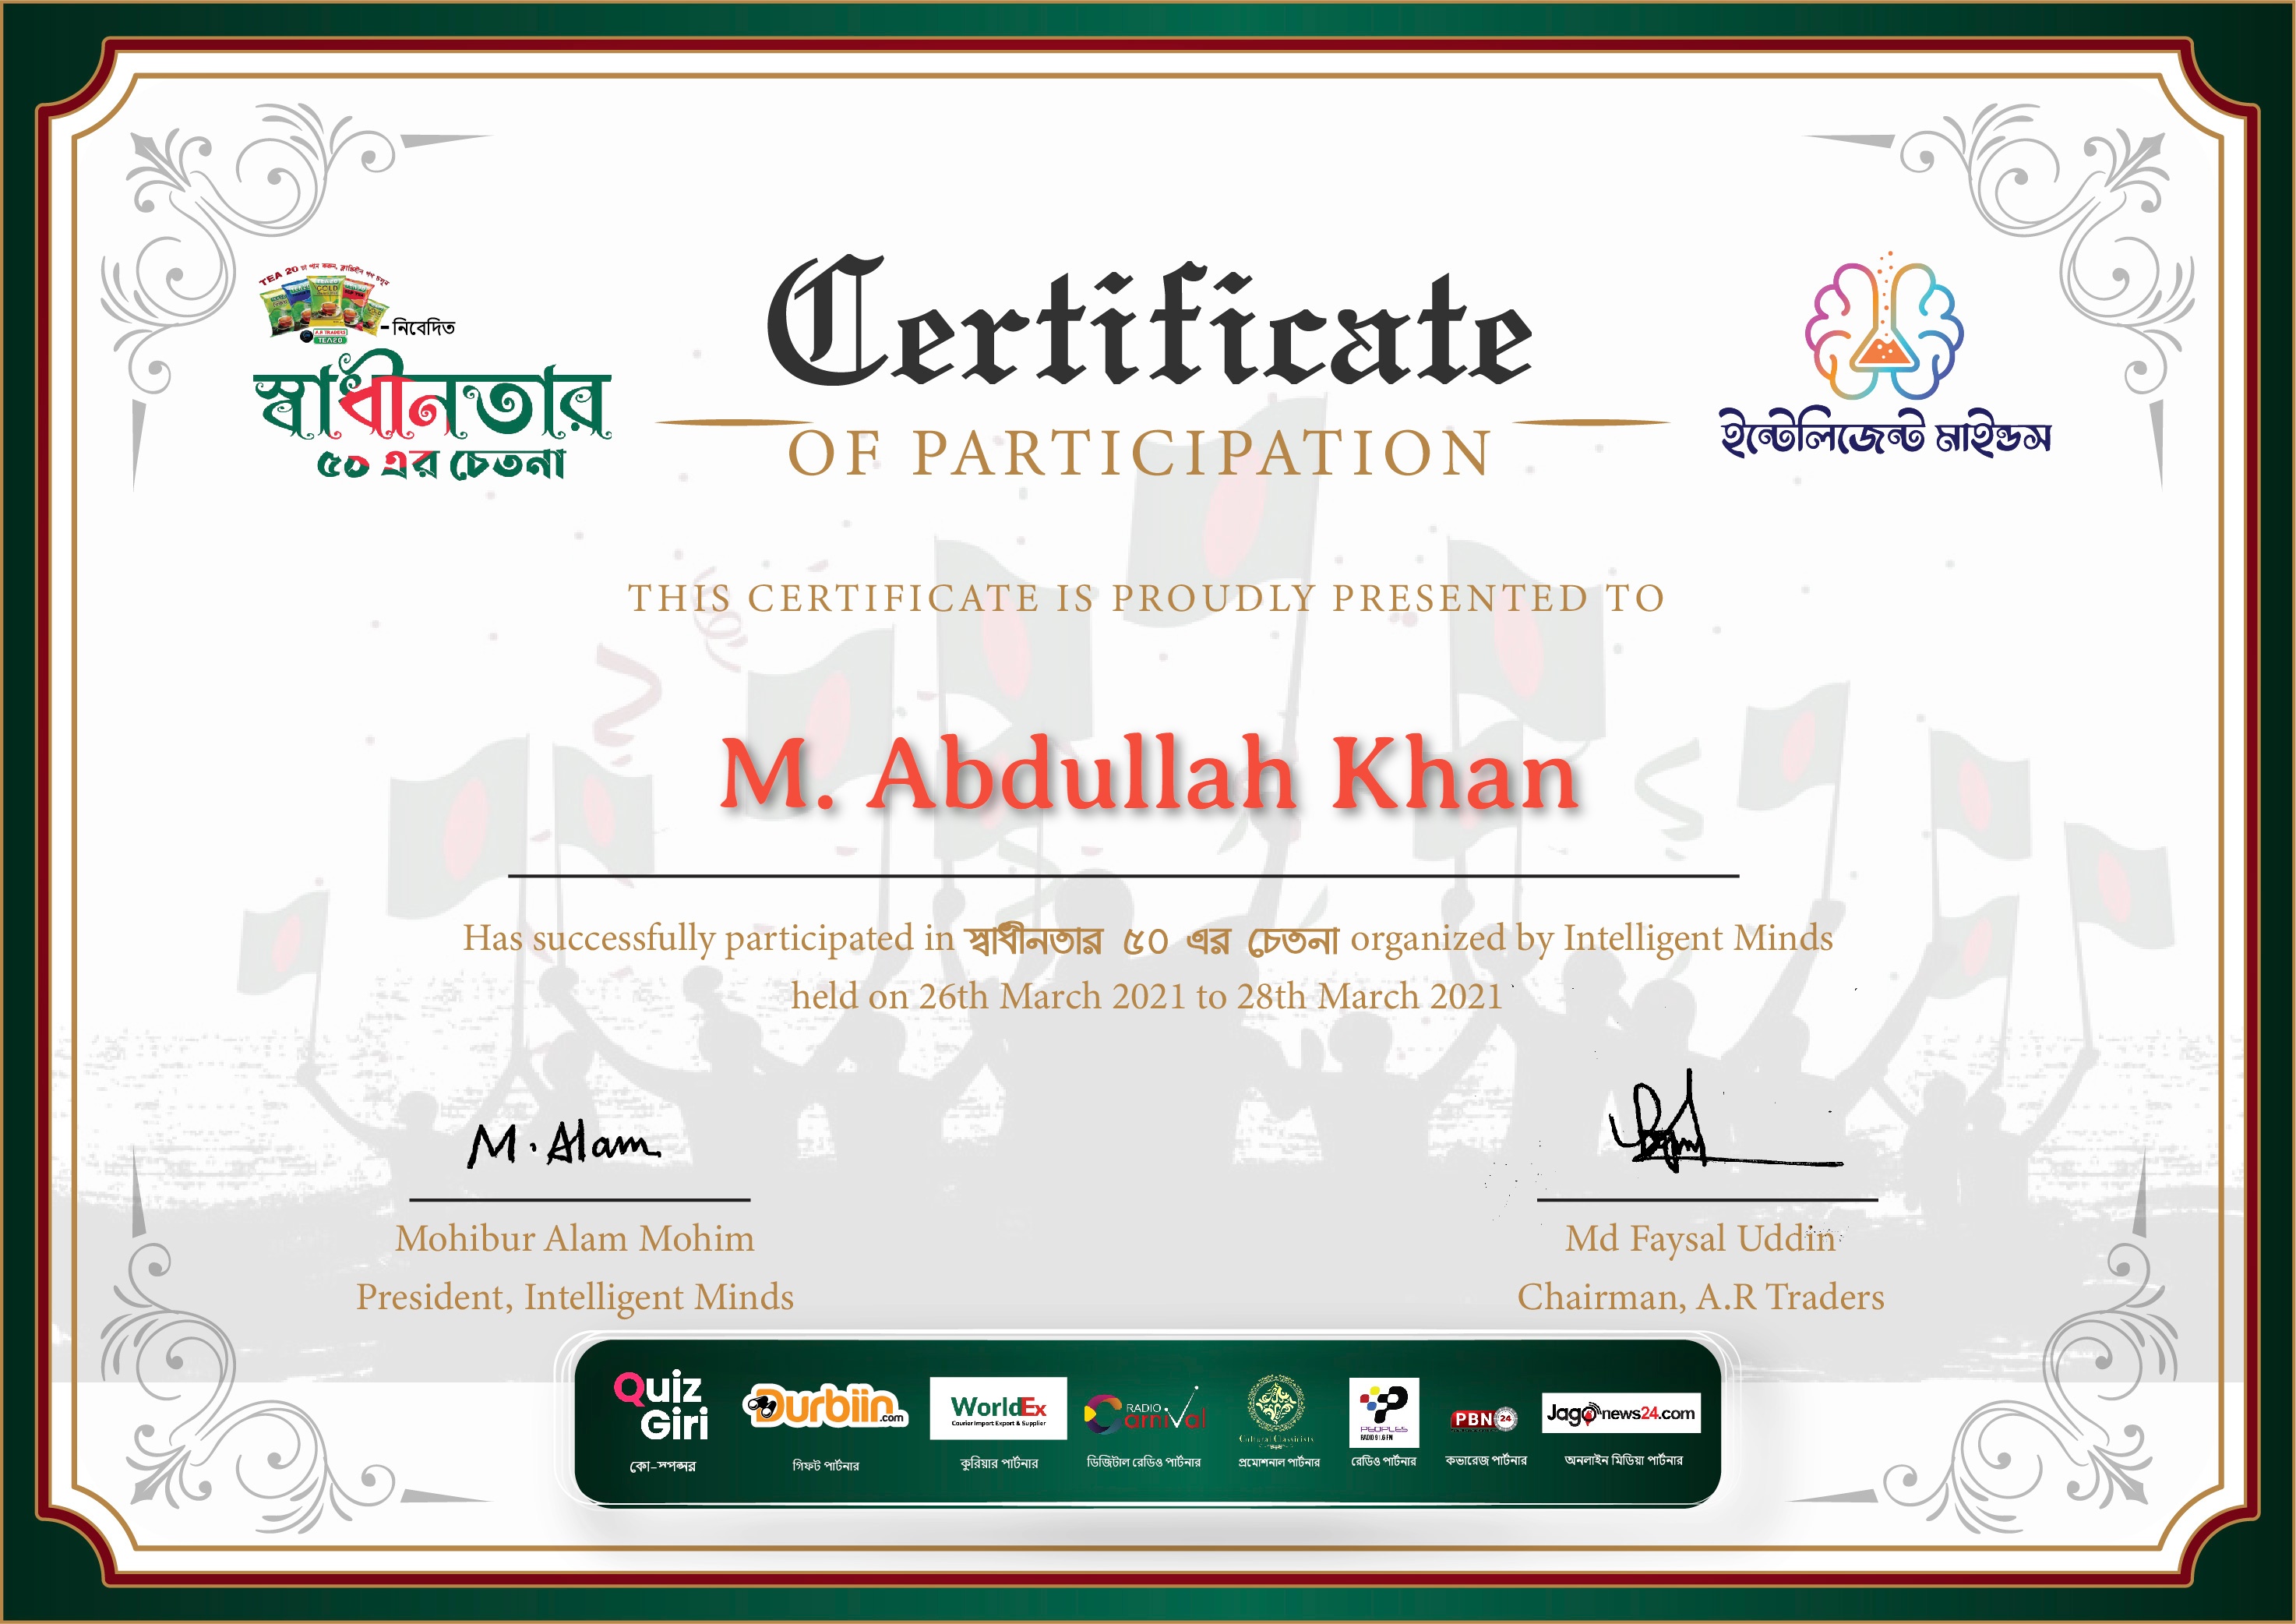 TEA 20
GOLD
A.R TRADERS
TEA20
- নিবেদিত
স্বাধীনতার
৫০ এর চেতনা
Certificate
OF PARTICIPATION
ইন্টেলিজেন্ট মাইন্ডস
THIS CERTIFICATE IS PROUDLY PRESENTED TO
M. Abdullah Khan
Has successfully participated in স্বাধীনতার ৫০ এর চেতনা organized by Intelligent Minds
held on 26th March 2021 to 28th March 2021
M. Alam
Mohibur Alam Mohim
President, Intelligent Minds
Md Faysal Uddin
Chairman, A.R Traders
Quiz Giri
কো-স্পন্সর
Durbiin.com
গিফট পার্টনার
WorldEx
Courier Import Export & Supplier
কুরিয়ার পার্টনার
RADIO Carnival
ডিজিটাল রেডিও পার্টনার
Cultural Classicists
প্রমোশনাল পার্টনার
PEOPLES
RADIO 91.6 FM
রেডিও পার্টনার
PBN 24
কভারেজ পার্টনার
Jagonews24.com
অনলাইন মিডিয়া পার্টনার